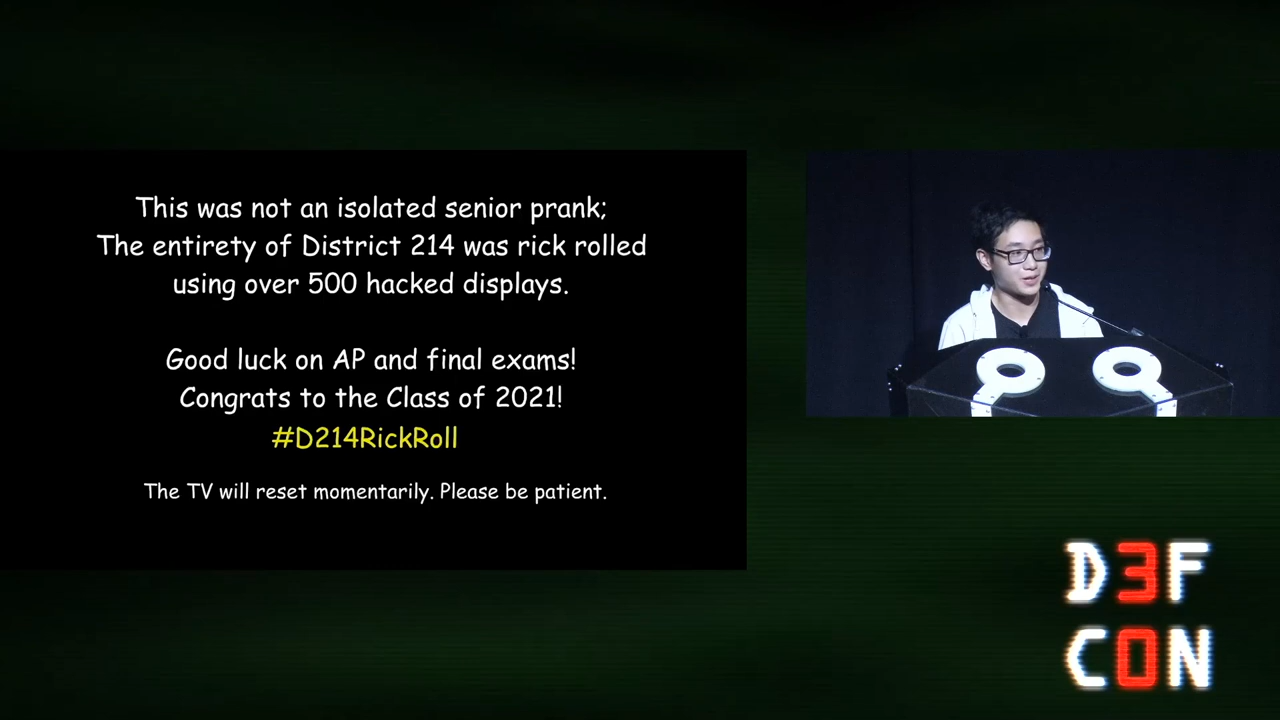 This was not an isolated senior prank;
The entirety of District 214 was rick rolled
using over 500 hacked displays.
Good luck on AP and final exams!
Congrats to the Class of 2021!
#D214RickRoll
The TV will reset momentarily. Please be patient.
D3F
C0N